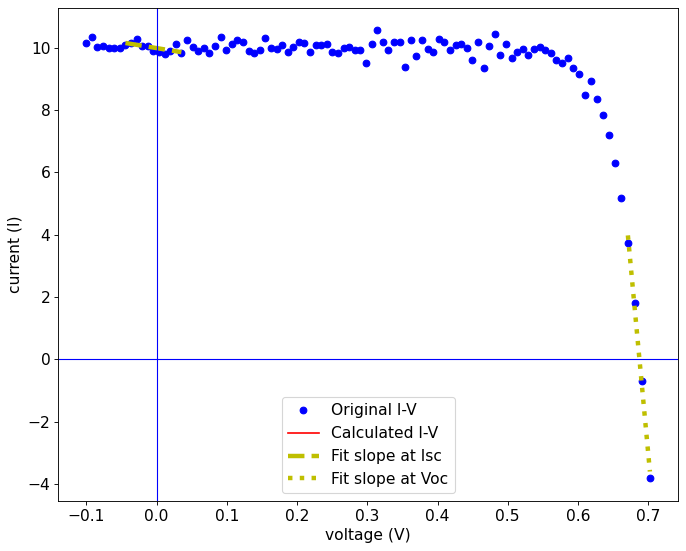 10
8
6
4
2
0
−2
−4
current (I)
Original I-V
Calculated I-V
Fit slope at Isc
Fit slope at Voc
−0.1 0.0 0.1 0.2 0.3 0.4 0.5 0.6 0.7
voltage (V)